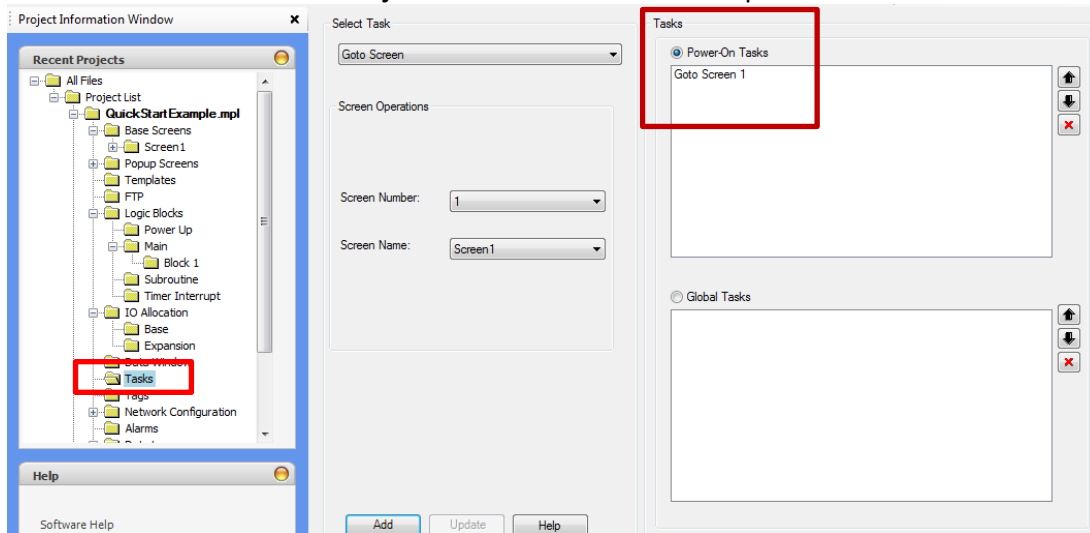 Project Information Window
x
Recent Projects
All Files
Project List
QuickStartExample.mpl
Base Screens
Screen1
Popup Screens
Templates
FTP
Logic Blocks
Power Up
Main
Block 1
Subroutine
Timer Interrupt
IO Allocation
Base
Expansion
Data Window
Tasks
Tags
Network Configuration
Alarms
Help
Software Help
Select Task
Goto Screen
Screen Operations
Screen Number:
1
Screen Name:
Screen1
Add
Update
Help
Tasks
Power-On Tasks
Goto Screen 1
Global Tasks